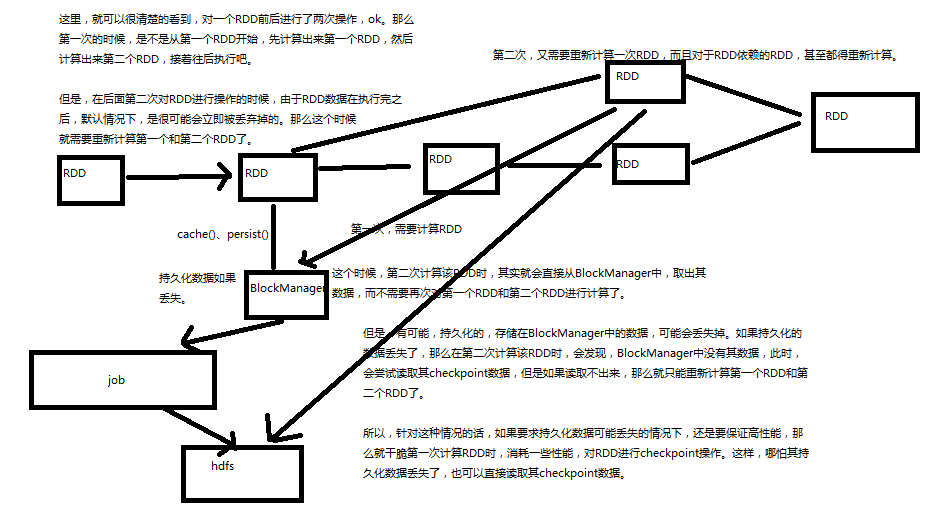 这里，就可以很清楚的看到，对一个RDD前后进行了两次操作，ok。那么
第一次的时候，是不是从第一个RDD开始，先计算出来第一个RDD，然后
计算出来第二个RDD，接着往后执行吧。
第二次，又需要重新计算一次RDD，而且对于RDD依赖的RDD，甚至都得重新计算。
但是，在后面第二次对RDD进行操作的时候，由于RDD数据在执行完之
后，默认情况下，是很可能会立即被丢弃掉的。那么这个时候
就需要重新计算第一个和第二个RDD了。
RDD
RDD
RDD
RDD
RDD
RDD
cache()、persist()
第一次，需要计算RDD
持久化数据如果
丢失。
BlockManager
这个时候，第二次计算该RDD时，其实就会直接从BlockManager中，取出其
数据，而不需要再次对第一个RDD和第二个RDD进行计算了。
但是，有可能，持久化的，存储在BlockManager中的数据，可能会丢失掉。如果持久化的
数据丢失了，那么在第二次计算该RDD时，会发现，BlockManager中没有其数据，此时，
会尝试读取其checkpoint数据，但是如果读取不出来，那么就只能重新计算第一个RDD和第
二个RDD了。
job
所以，针对这种情况的话，如果要求持久化数据可能丢失的情况下，还是要保证高性能，那
么就干脆第一次计算RDD时，消耗一些性能，对RDD进行checkpoint操作。这样，哪怕其持
久化数据丢失了，也可以直接读取其checkpoint数据。
hdfs